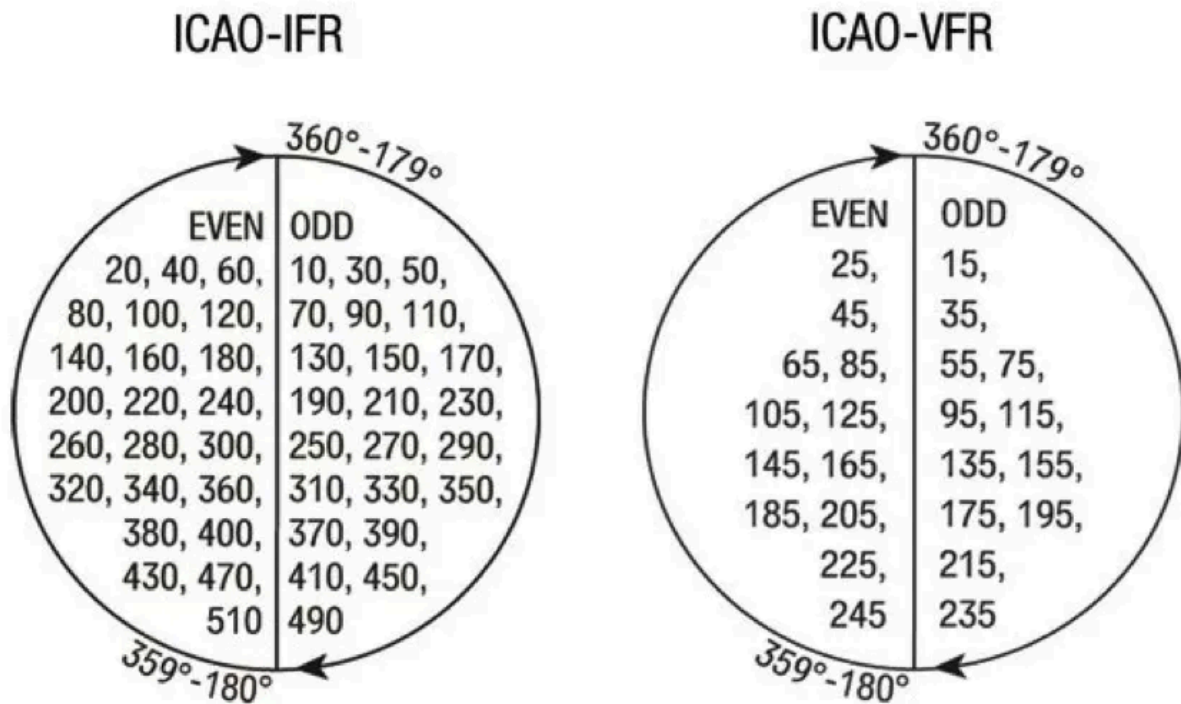 ICAO-IFR
360°-179°
EVEN ODD
20, 40, 60, 10, 30, 50,
80, 100, 120, 70, 90, 110,
140, 160, 180, 130, 150, 170,
200, 220, 240, 190, 210, 230,
260, 280, 300, 250, 270, 290,
320, 340, 360, 310, 330, 350,
380, 400, 370, 390,
430, 470, 410, 450,
510 490
359°-180°
ICAO-VFR
360°-179°
EVEN ODD
25, 15,
45, 35,
65, 85, 55, 75,
105, 125, 95, 115,
145, 165, 135, 155,
185, 205, 175, 195,
225, 215,
245 235
359°-180°